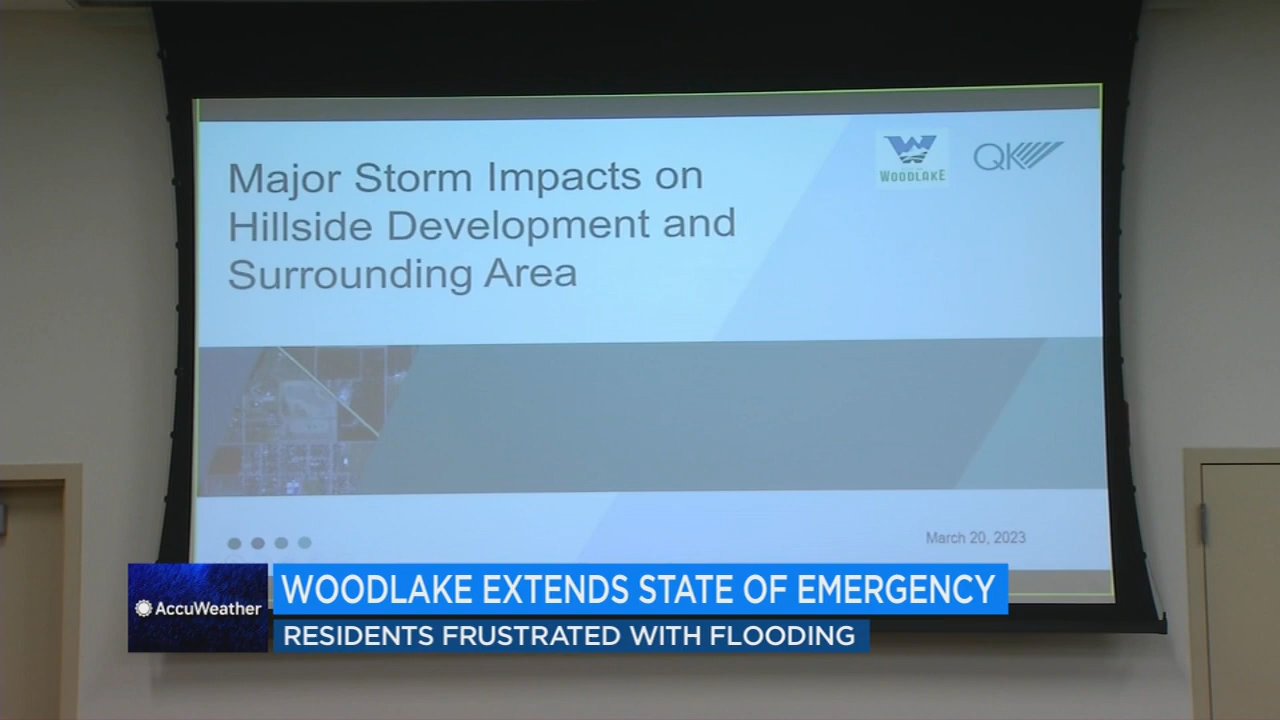 Major Storm Impacts on
Hillside Development and
Surrounding Area
WOODLAKE
QK
March 20, 2023
AccuWeather
WOODLAKE EXTENDS STATE OF EMERGENCY
RESIDENTS FRUSTRATED WITH FLOODING